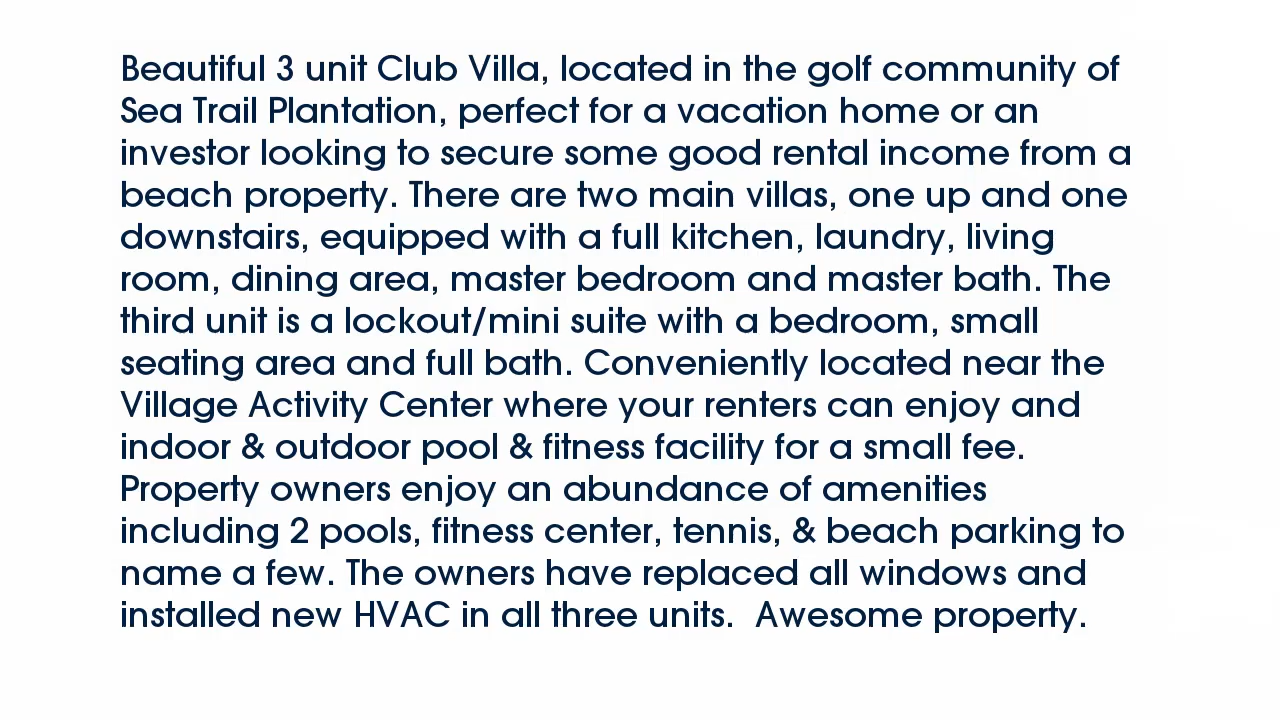 Beautiful 3 unit Club Villa, located in the golf community of
Sea Trail Plantation, perfect for a vacation home or an
investor looking to secure some good rental income from a
beach property. There are two main villas, one up and one
downstairs, equipped with a full kitchen, laundry, living
room, dining area, master bedroom and master bath. The
third unit is a lockout/mini suite with a bedroom, small
seating area and full bath. Conveniently located near the
Village Activity Center where your renters can enjoy and
indoor & outdoor pool & fitness facility for a small fee.
Property owners enjoy an abundance of amenities
including 2 pools, fitness center, tennis, & beach parking to
name a few. The owners have replaced all windows and
installed new HVAC in all three units.  Awesome property.